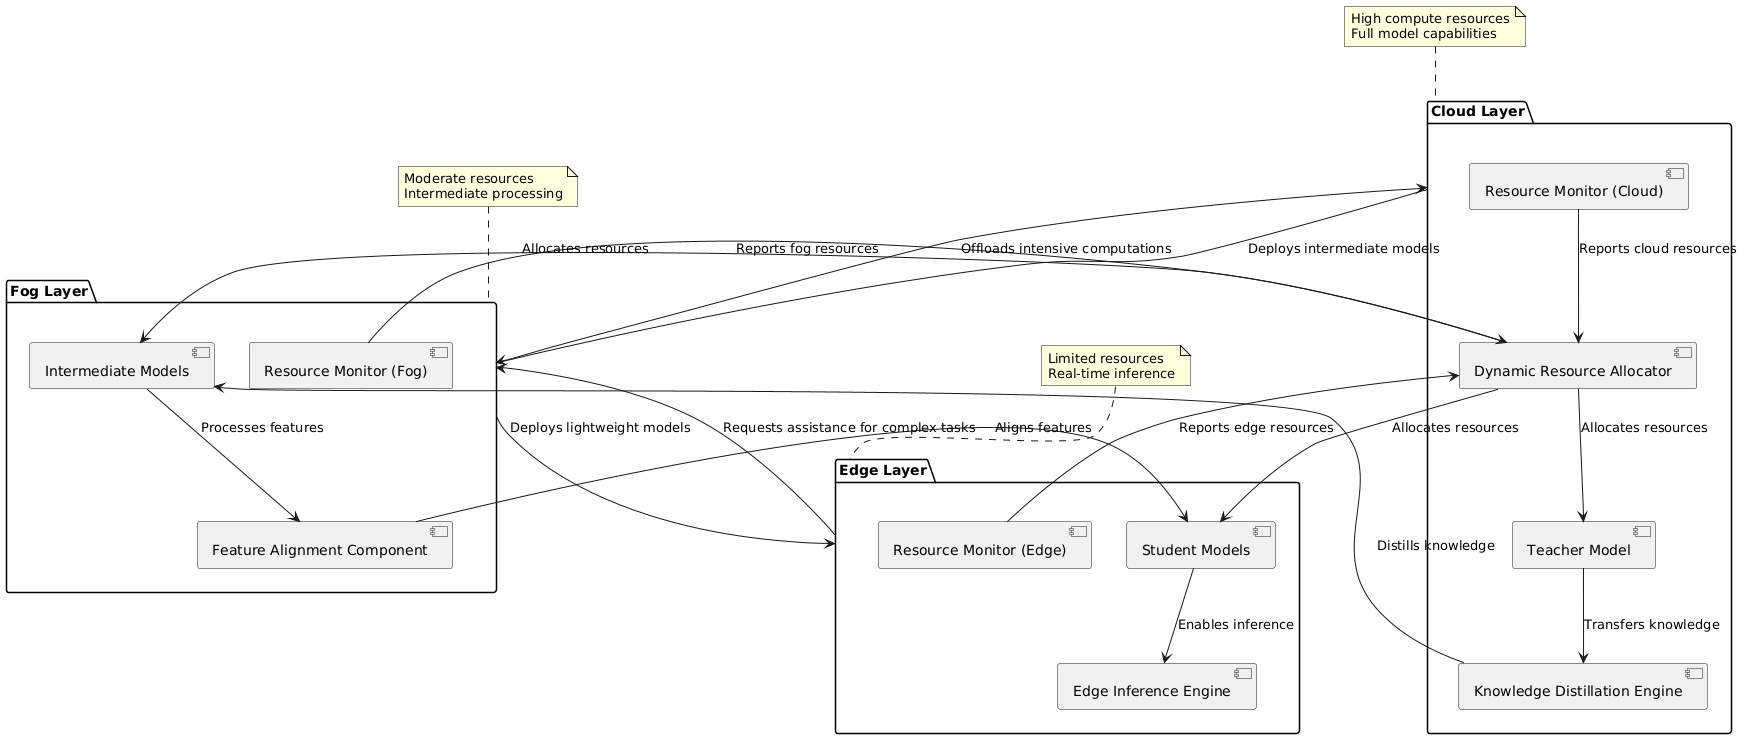 High compute resources
Full model capabilities
Cloud Layer
Resource Monitor (Cloud)
Moderate resources
Intermediate processing
Allocates resources
Reports fog resources
Offloads intensive computations
Deploys intermediate models
Reports cloud resources
Fog Layer
Intermediate Models
Resource Monitor (Fog)
Limited resources
Real-time inference
Dynamic Resource Allocator
Processes features
Deploys lightweight models
Requests assistance for complex tasks
Aligns features
Reports edge resources
Allocates resources
Allocates resources
Edge Layer
Feature Alignment Component
Resource Monitor (Edge)
Student Models
Distills knowledge
Teacher Model
Enables inference
Transfers knowledge
Edge Inference Engine
Knowledge Distillation Engine